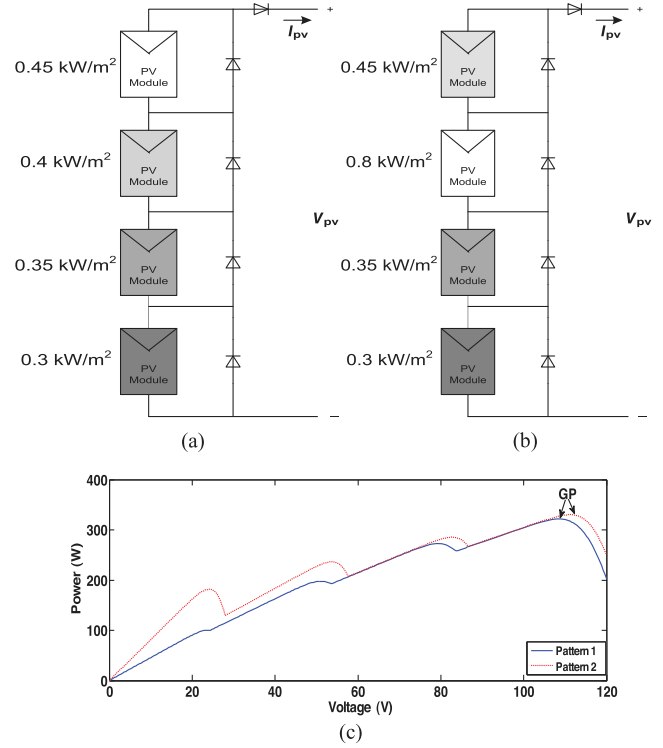 +
I_pv
0.45 kW/m²
PV
Module
0.4 kW/m²
PV
Module
V_pv
0.35 kW/m²
PV
Module
0.3 kW/m²
PV
Module
−
(a)
+
I_pv
0.45 kW/m²
PV
Module
0.8 kW/m²
PV
Module
V_pv
0.35 kW/m²
PV
Module
0.3 kW/m²
PV
Module
−
(b)
400
300
200
100
0
Power (W)
GP
Pattern 1
Pattern 2
0 20 40 60 80 100 120
Voltage (V)
(c)